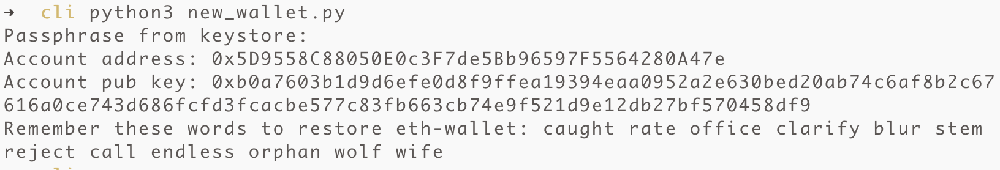 ➜  cli python3 new_wallet.py
Passphrase from keystore:
Account address: 0x5D9558C88050E0c3F7de5Bb96597F5564280A47e
Account pub key: 0xb0a7603b1d9d6efe0d8f9ffea19394eaa0952a2e630bed20ab74c6af8b2c67
616a0ce743d686fcfd3fcacbe577c83fb663cb74e9f521d9e12db27bf570458df9
Remember these words to restore eth-wallet: caught rate office clarify blur stem
reject call endless orphan wolf wife